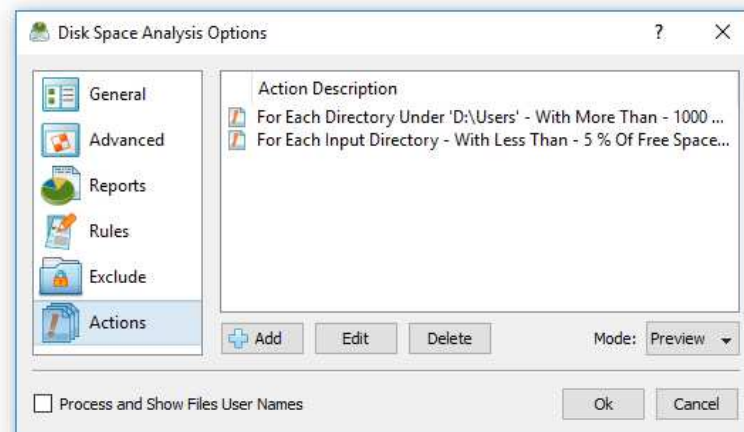 Disk Space Analysis Options
?
General
Advanced
Reports
Rules
Exclude
Actions
Action Description
For Each Directory Under 'D:\Users' - With More Than - 1000 ...
For Each Input Directory - With Less Than - 5 % Of Free Space...
Add Edit Delete Mode: Preview
Process and Show Files User Names
Ok Cancel